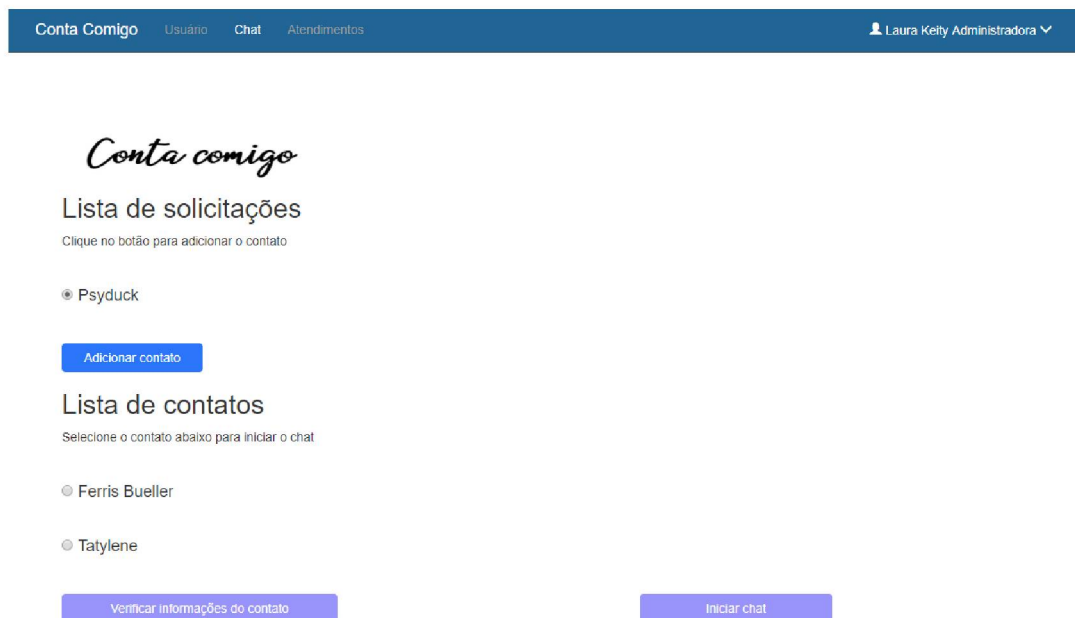 Conta Comigo Usuário Chat Atendimentos Laura Keity Administradora
Conta comigo
Lista de solicitações
Clique no botão para adicionar o contato
Psyduck
Adicionar contato
Lista de contatos
Selecione o contato abaixo para iniciar o chat
Ferris Bueller
Tatylene
Verificar informações do contato Iniciar chat